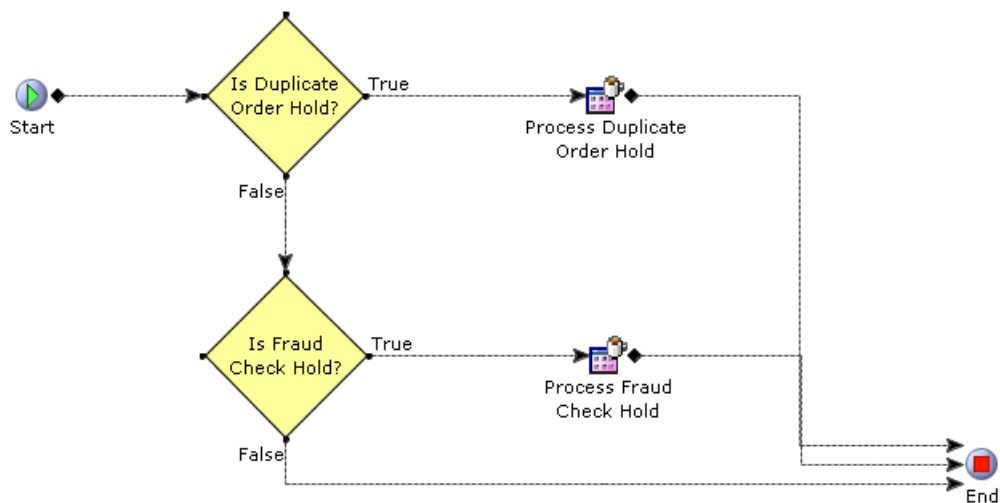 Is Duplicate
Order Hold?
True
Start
Process Duplicate
Order Hold
False
Is Fraud
Check Hold?
True
Process Fraud
Check Hold
False
End